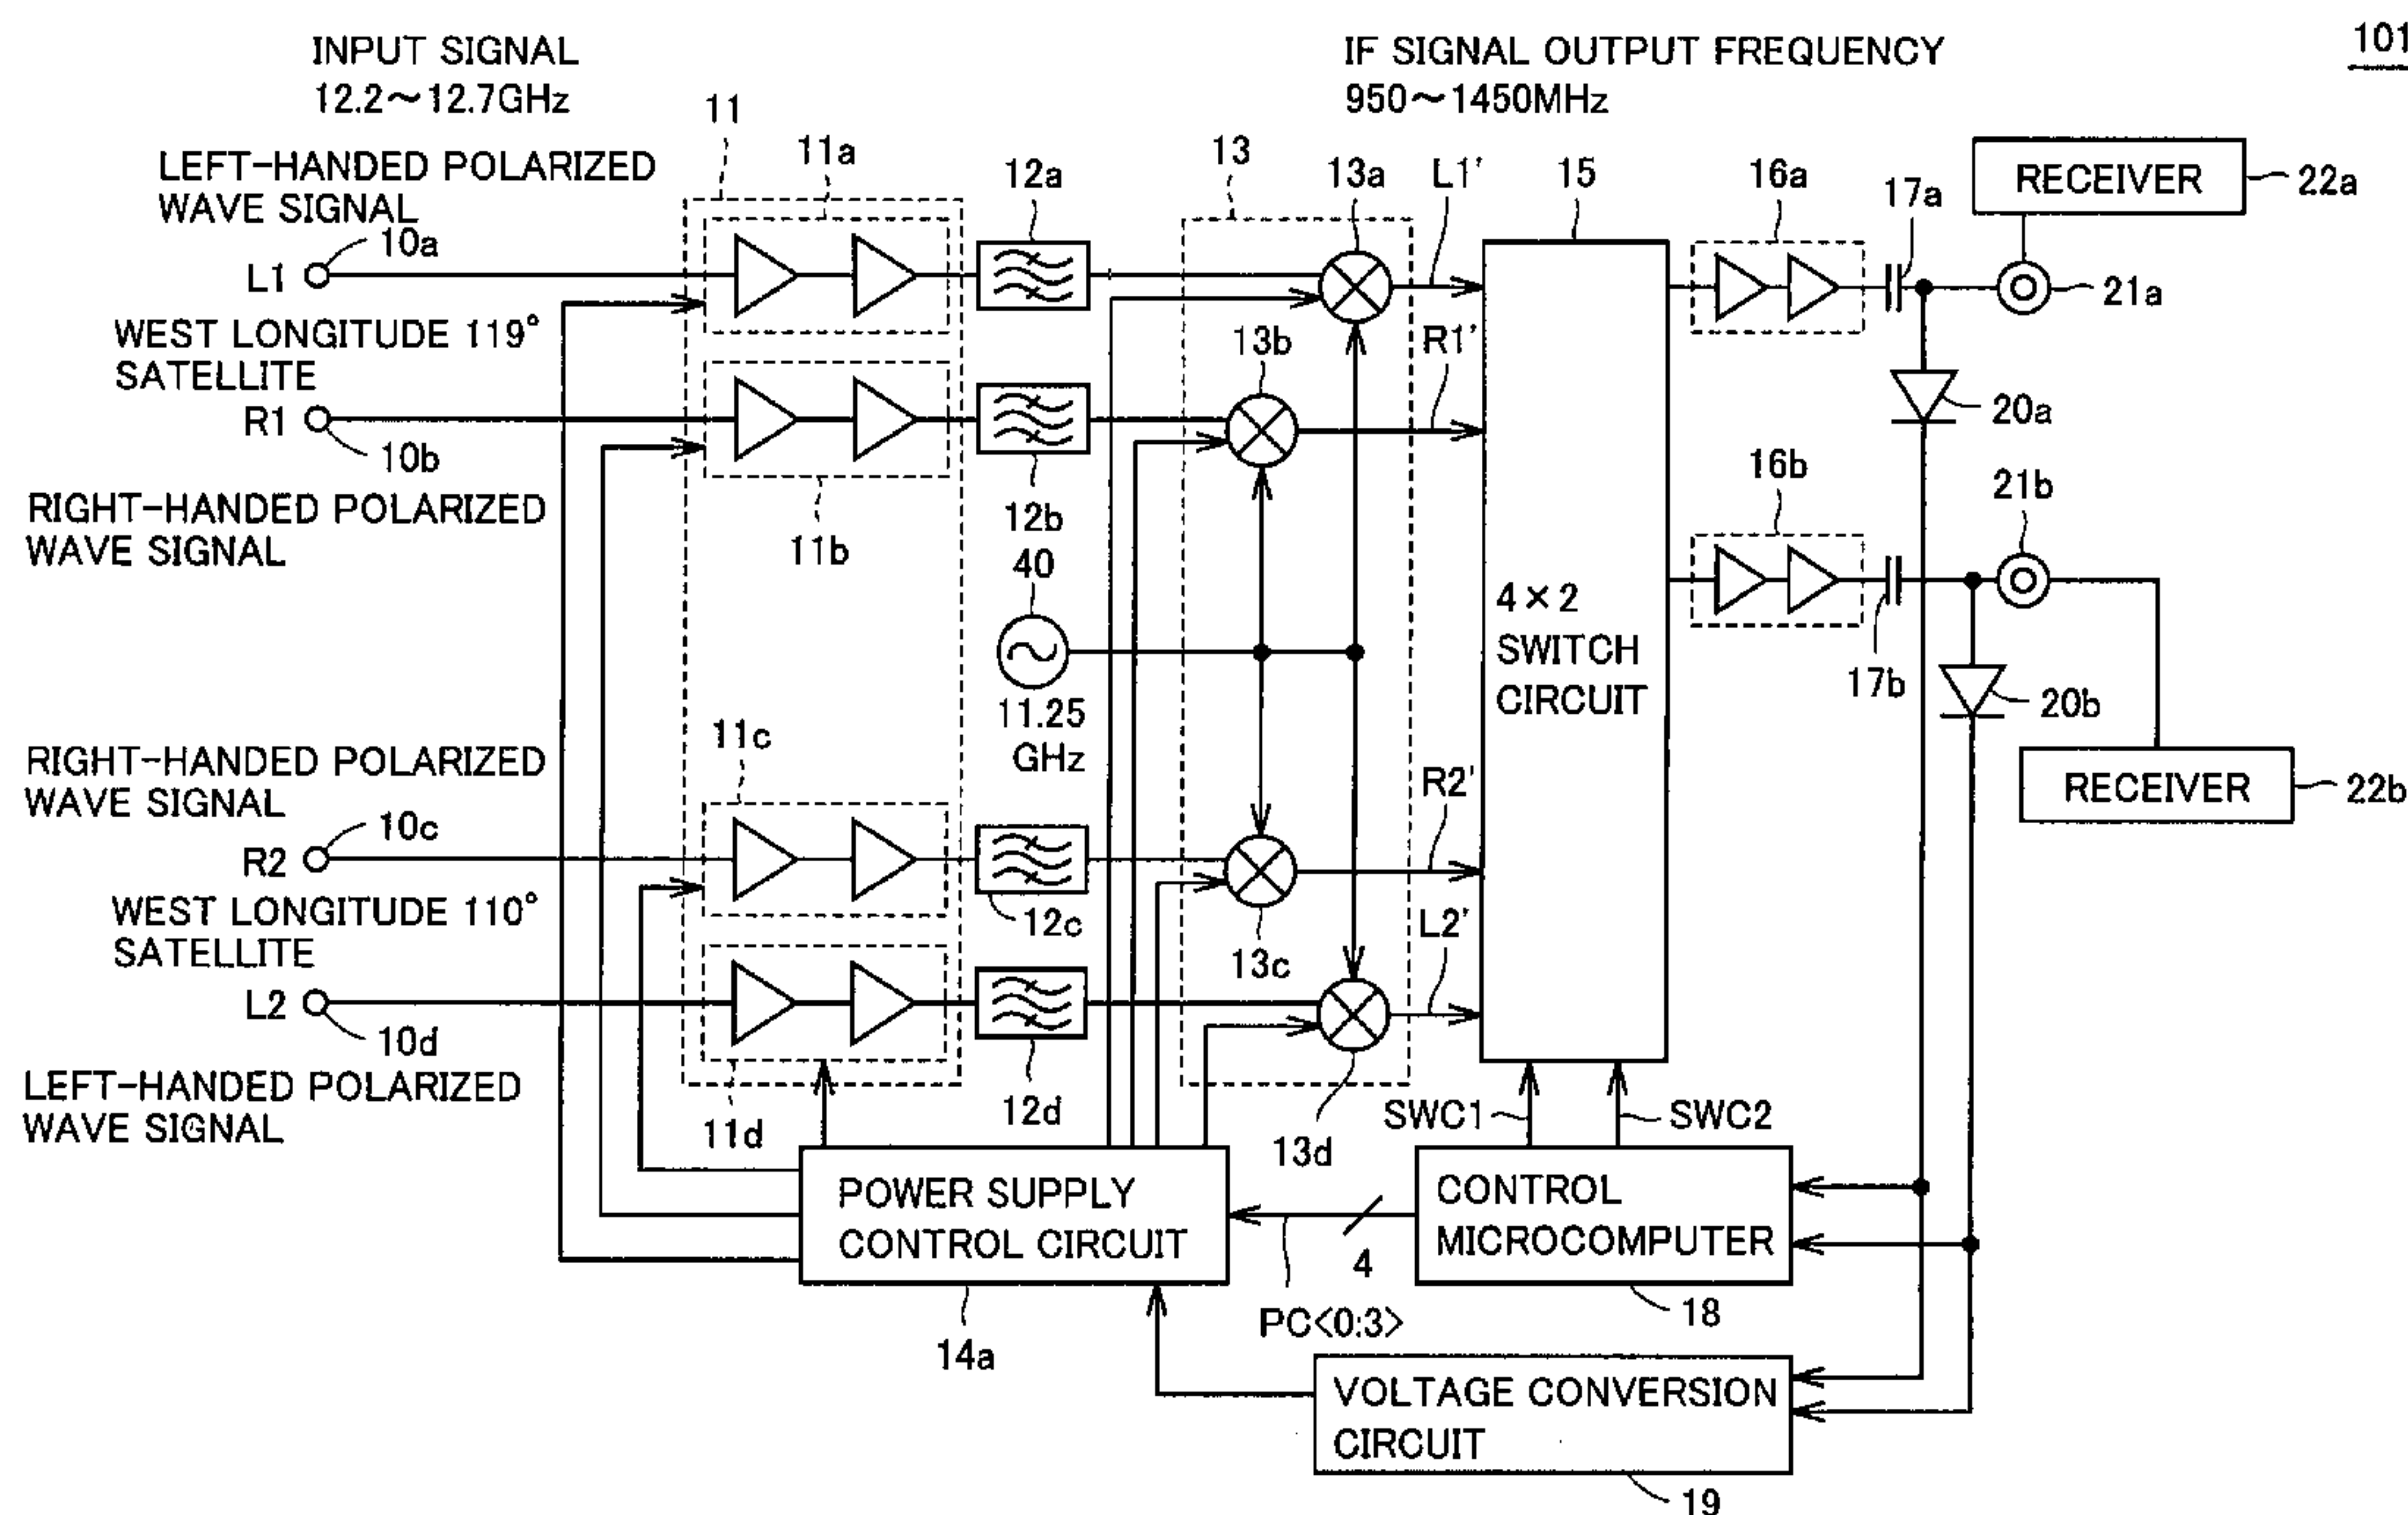 INPUT SIGNAL
12.2～12.7GHz
IF SIGNAL OUTPUT FREQUENCY
950～1450MHz
101
LEFT-HANDED POLARIZED
WAVE SIGNAL
11
11a
12a
13
13a
L1'
15
16a
17a
RECEIVER
22a
10a
L1
21a
WEST LONGITUDE 119°
SATELLITE
13b
R1'
20a
R1
10b
RIGHT-HANDED POLARIZED
WAVE SIGNAL
11b
12b
16b
21b
40
11.25
GHz
4×2
SWITCH
CIRCUIT
17b
20b
RIGHT-HANDED POLARIZED
WAVE SIGNAL
11c
R2'
RECEIVER
22b
10c
R2
WEST LONGITUDE 110°
SATELLITE
12c
13c
L2'
L2
10d
LEFT-HANDED POLARIZED
WAVE SIGNAL
11d
12d
13d
SWC1
SWC2
POWER SUPPLY
CONTROL CIRCUIT
14a
4
PC<0:3>
CONTROL
MICROCOMPUTER
18
VOLTAGE CONVERSION
CIRCUIT
19